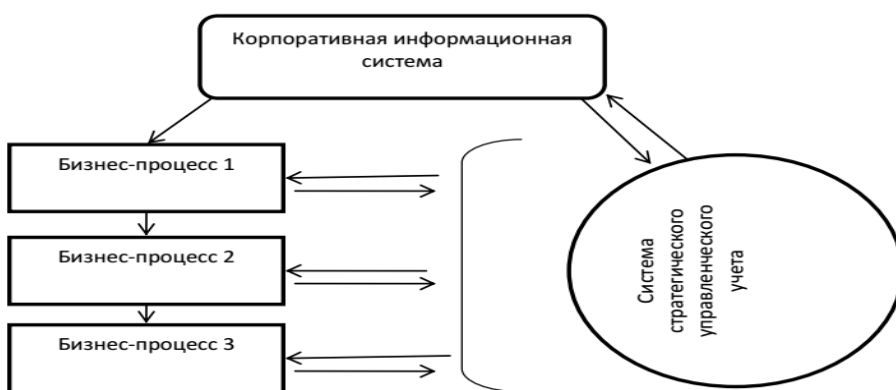 Корпоративная информационная
система
Бизнес-процесс 1
Бизнес-процесс 2
Бизнес-процесс 3
Система
стратегического
управленческого
учета